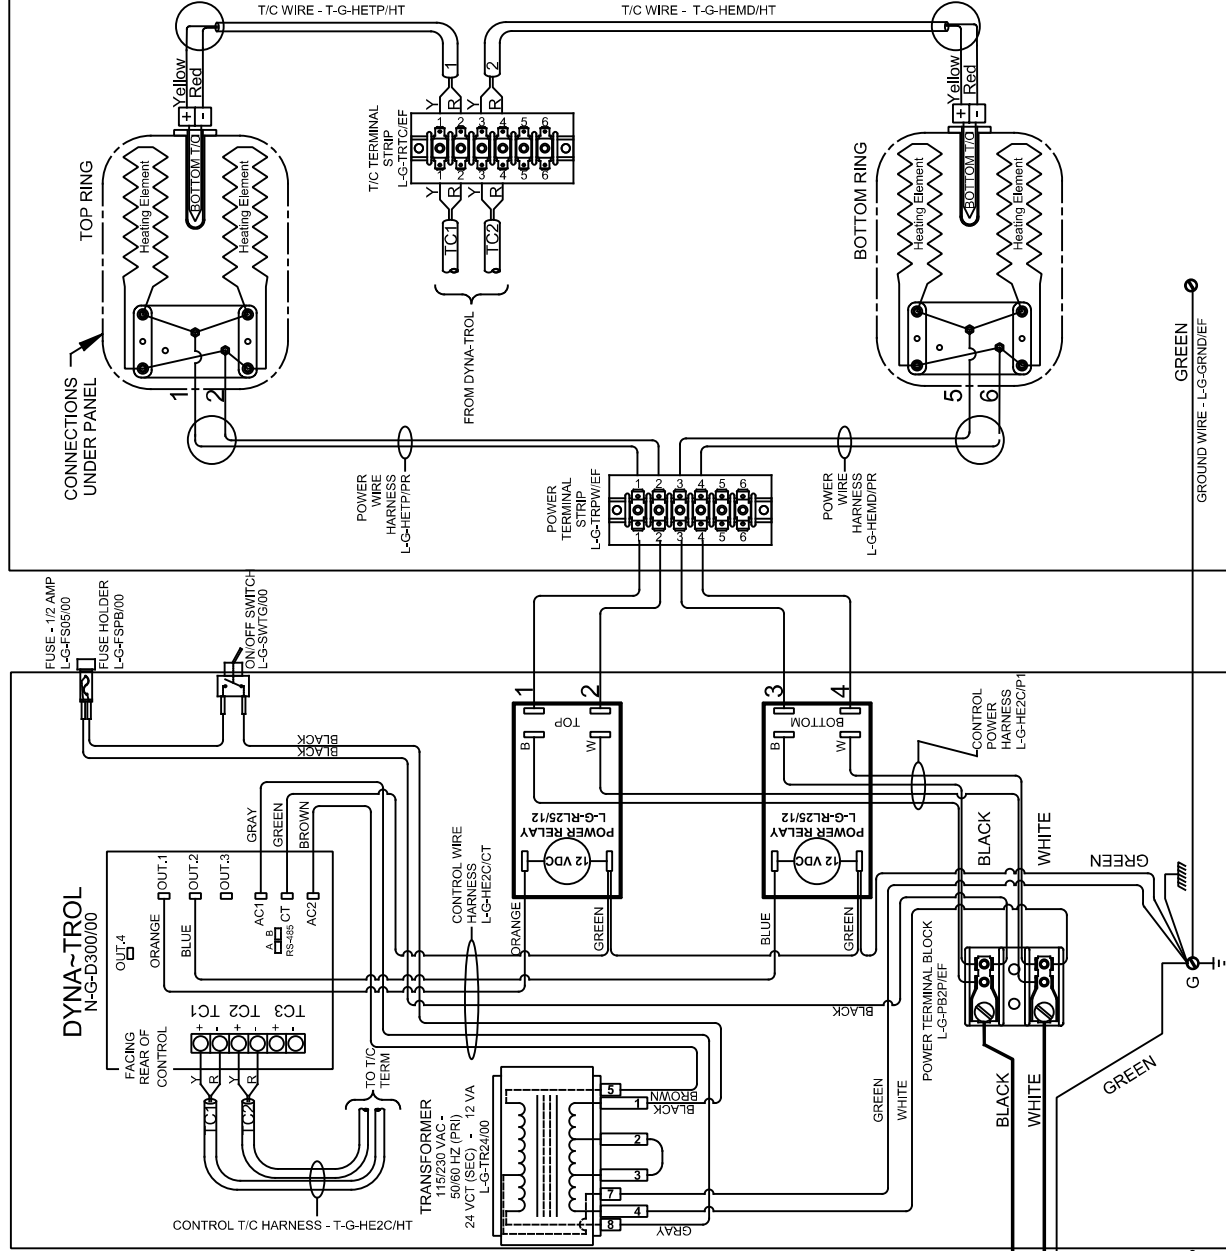 T/C WIRE - T-G-HETP/HT
T/C WIRE - T-G-HEMD/HT
Yellow
Red
+
-
BOTTOM T/C
TOP RING
Heating Element
Heating Element
CONNECTIONS
UNDER PANEL
1
2
1
2
Y
R
Y
R
1 2 3 4 5 6
T/C TERMINAL
STRIP
L-G-TRTC/EF
1 2 3 4 5 6
Y
R
Y
R
TC1
TC2
FROM DYNA-TROL
Yellow
Red
+
-
BOTTOM T/C
BOTTOM RING
Heating Element
Heating Element
5
6
GREEN
GROUND WIRE - L-G-GRND/EF
POWER
WIRE
HARNESS
L-G-HETP/PR
POWER
TERMINAL
STRIP
L-G-TRPW/EF
1 2 3 4 5 6
1 2 3 4 5 6
POWER
WIRE
HARNESS
L-G-HEMD/PR
FUSE - 1/2 AMP
L-G-FS05/00
FUSE HOLDER
L-G-FSPB/00
ON/OFF SWITCH
L-G-SWTG/00
BLACK
BLACK
1
2
TOP
B
W
POWER RELAY
L-G-RL25/12
12 VDC
3
4
BOTTOM
B
W
POWER RELAY
L-G-RL25/12
12 VDC
CONTROL
POWER
HARNESS
L-G-HE2C/P1
BLACK
WHITE
GREEN
DYNA~TROL
N-G-D300/00
OUT.4
OUT.1
OUT.2
OUT.3
ORANGE
BLUE
GRAY
GREEN
BROWN
AC1
CT
AC2
A B
RS-485
TC1 TC2 TC3
+ - + - + -
FACING
REAR OF
CONTROL
Y
R
Y
R
TC1
TC2
TO T/C
TERM
CONTROL T/C HARNESS - T-G-HE2C/HT
CONTROL WIRE
HARNESS
L-G-HE2C/CT
ORANGE
GREEN
BLUE
GREEN
BLACK
TRANSFORMER
115/230 VAC -
50/60 HZ (PRI)
24 VCT (SEC) - 12 VA
L-G-TR24/00
5
1
2
3
7
4
8
BROWN
BLACK
GRAY
GREEN
WHITE
POWER TERMINAL BLOCK
L-G-PB2P/EF
BLACK
WHITE
GREEN
G